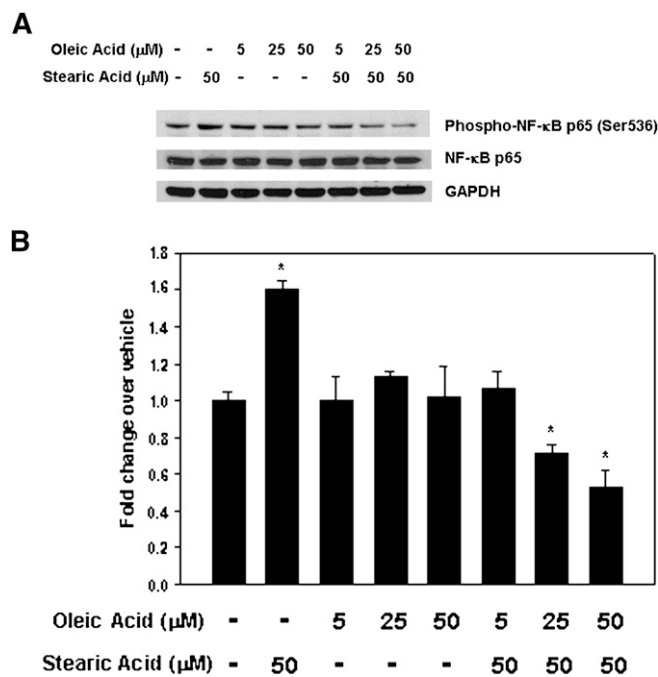 A
Oleic Acid (µM) - - 5 25 50 5 25 50
Stearic Acid (µM) - 50 - - - 50 50 50
Phospho-NF-κB p65 (Ser536)
NF-κB p65
GAPDH
B
Fold change over vehicle
1.8
1.6
1.4
1.2
1.0
0.8
0.6
0.4
0.2
0.0
*
*
*
Oleic Acid (µM) - - 5 25 50 5 25 50
Stearic Acid (µM) - 50 - - - 50 50 50